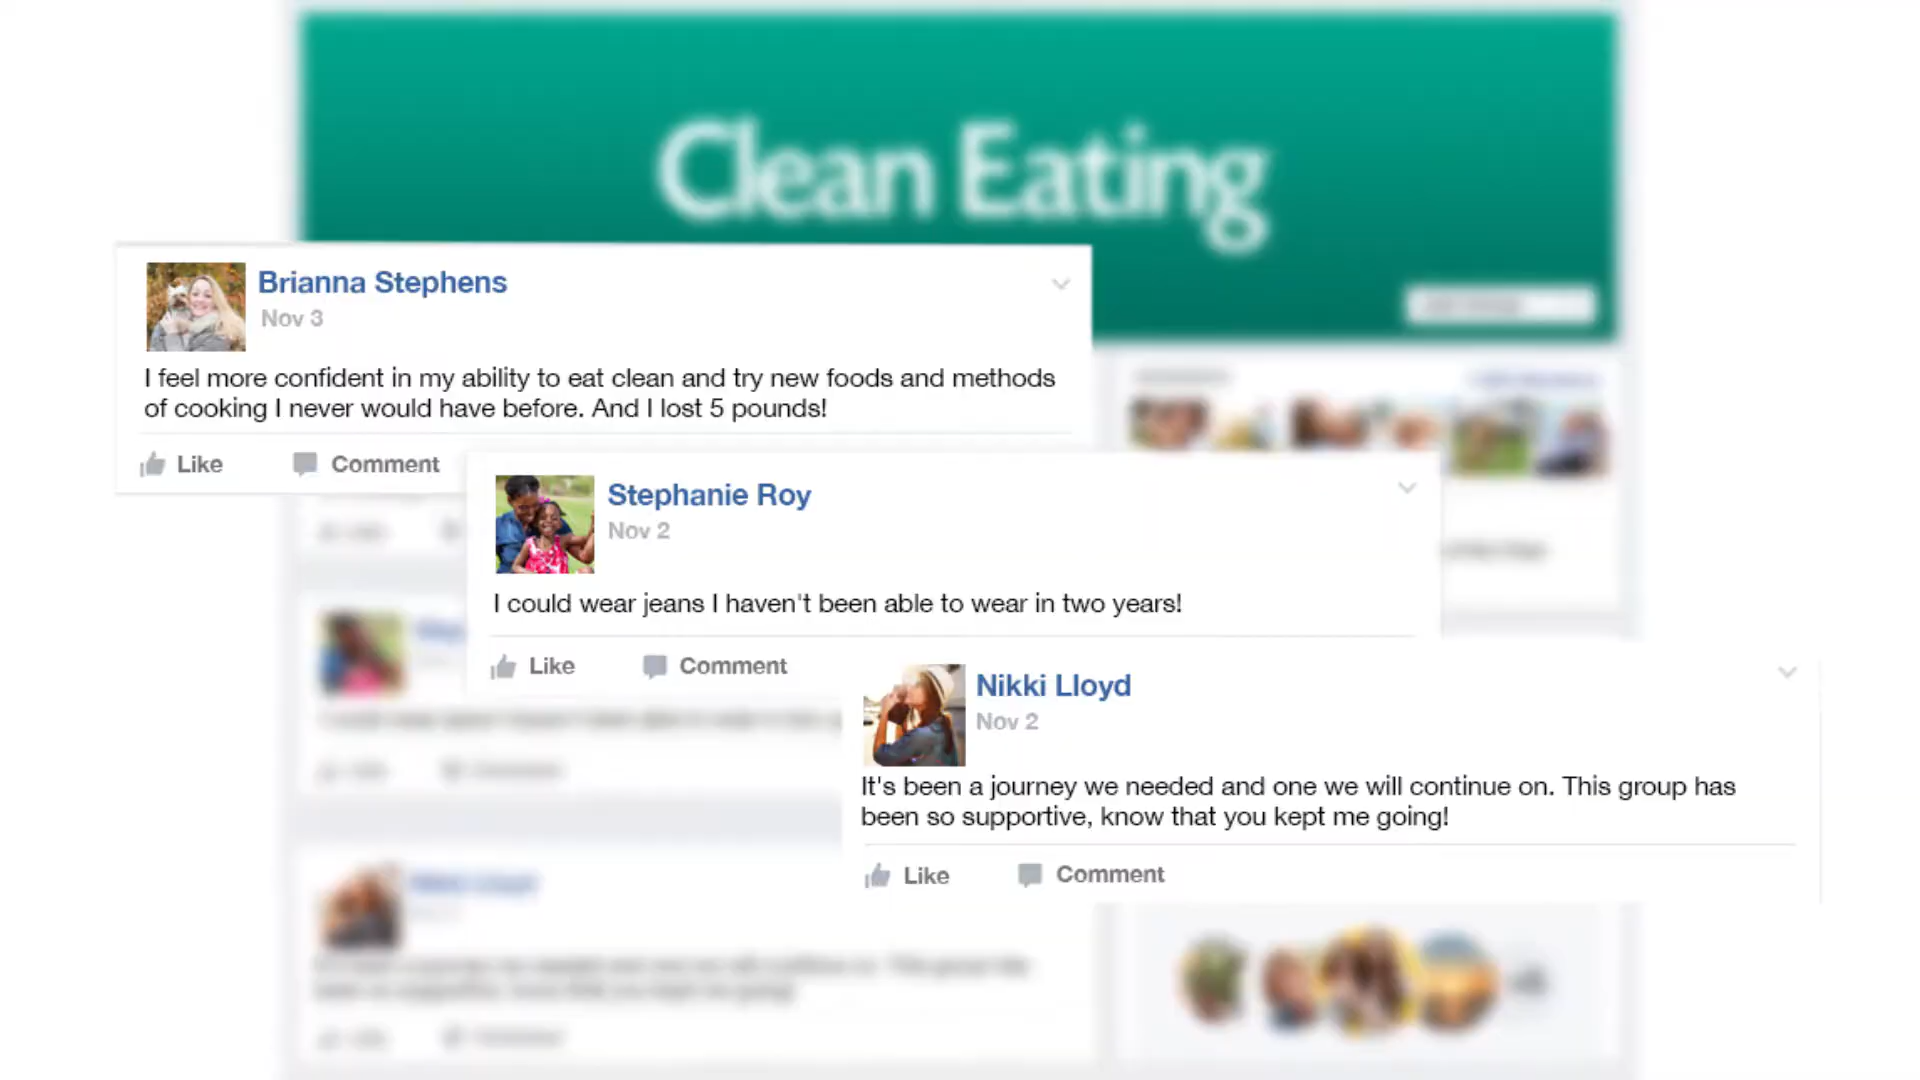 Clean Eating
Brianna Stephens
Nov 3
I feel more confident in my ability to eat clean and try new foods and methods
of cooking I never would have before. And I lost 5 pounds!
Like Comment
Stephanie Roy
Nov 2
I could wear jeans I haven't been able to wear in two years!
Like Comment
Nikki Lloyd
Nov 2
It's been a journey we needed and one we will continue on. This group has
been so supportive, know that you kept me going!
Like Comment